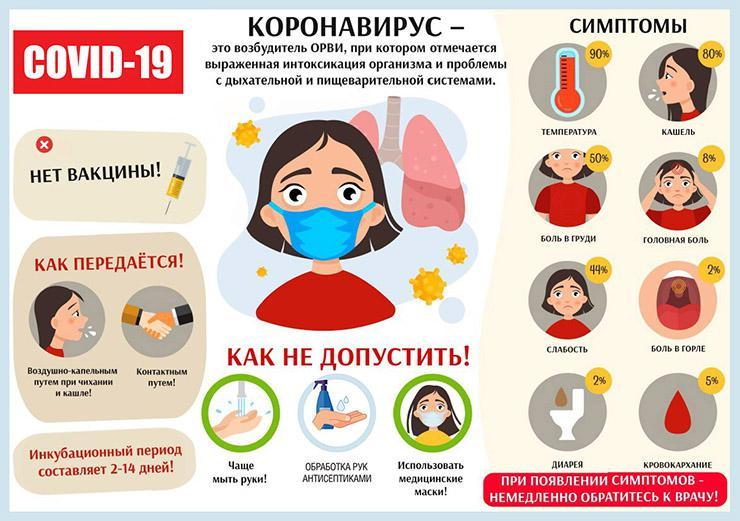 COVID-19
КОРОНАВИРУС –
это возбудитель ОРВИ, при котором отмечается
выраженная интоксикация организма и проблемы
с дыхательной и пищеварительной системами.
НЕТ ВАКЦИНЫ!
КАК ПЕРЕДАЁТСЯ!
Воздушно-капельным
путем при чихании
и кашле!
Контактным
путем!
Инкубационный период
составляет 2-14 дней!
КАК НЕ ДОПУСТИТЬ!
Чаще
мыть руки!
ОБРАБОТКА РУК
АНТИСЕПТИКАМИ
Использовать
медицинские
маски!
СИМПТОМЫ
90%
ТЕМПЕРАТУРА
80%
КАШЕЛЬ
50%
БОЛЬ В ГРУДИ
8%
ГОЛОВНАЯ БОЛЬ
44%
СЛАБОСТЬ
2%
БОЛЬ В ГОРЛЕ
2%
ДИАРЕЯ
5%
КРОВОКАРХАНИЕ
ПРИ ПОЯВЛЕНИИ СИМПТОМОВ -
НЕМЕДЛЕННО ОБРАТИТЕСЬ К ВРАЧУ!